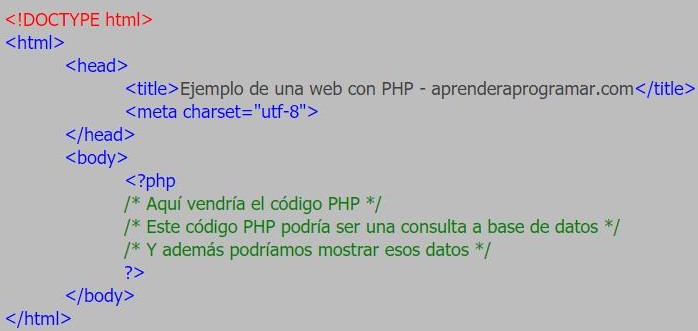 <!DOCTYPE html>
<html>
<head>
<title>Ejemplo de una web con PHP - aprenderaprogramar.com</title>
<meta charset="utf-8">
</head>
<body>
<?php
/* Aquí vendría el código PHP */
/* Este código PHP podría ser una consulta a base de datos */
/* Y además podríamos mostrar esos datos */
?>
</body>
</html>